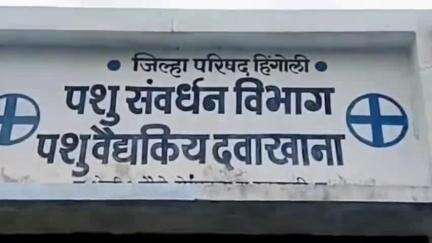 • जिल्हा परिषद हिंगोली •
पशु संवर्धन विभाग
पशु वैद्यकिय दवाखाना